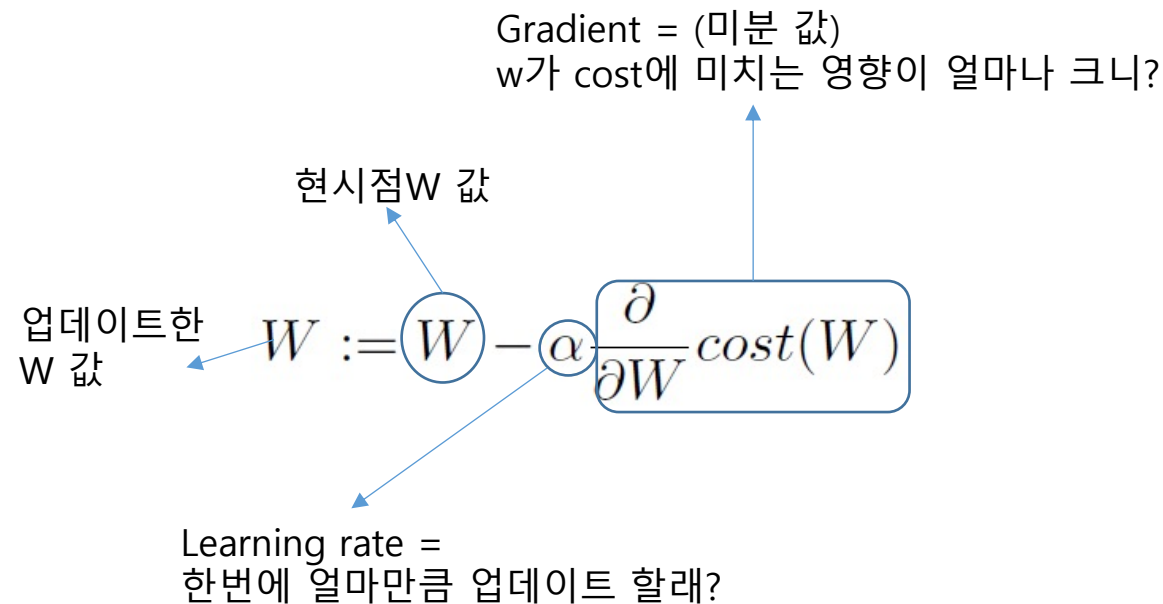 Gradient = (미분 값)
w가 cost에 미치는 영향이 얼마나 크니?
현시점W 값
업데이트한
W 값
W := W − α ∂/∂W cost(W)
Learning rate =
한번에 얼마만큼 업데이트 할래?